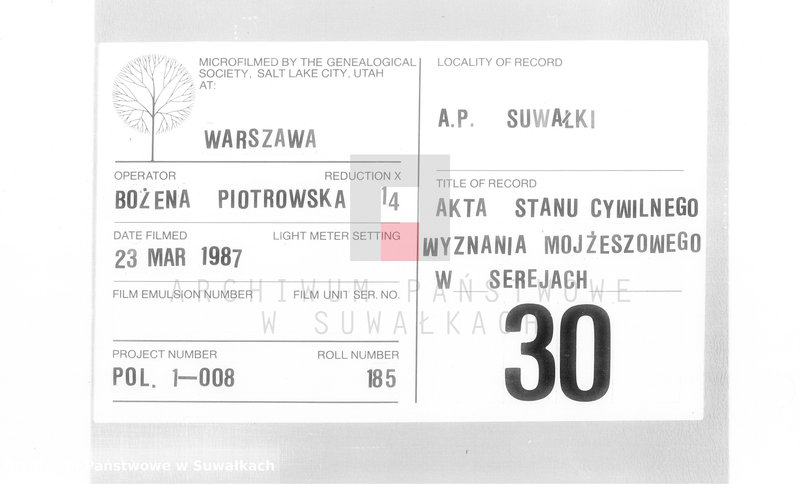 MICROFILMED BY THE GENEALOGICAL
SOCIETY, SALT LAKE CITY, UTAH
AT:
WARSZAWA
OPERATOR REDUCTION X
BOŻENA PIOTROWSKA 14
DATE FILMED LIGHT METER SETTING
23 MAR 1987
FILM EMULSION NUMBER FILM UNIT SER. NO.
PROJECT NUMBER ROLL NUMBER
POL. 1—008 185
LOCALITY OF RECORD
A.P. SUWAŁKI
TITLE OF RECORD
AKTA STANU CYWILNEGO
WYZNANIA MOJŻESZOWEGO
W SEREJACH
30
ARCHIWUM PAŃSTWOWE
W SUWAŁKACH
Państwowe w Suwałkach